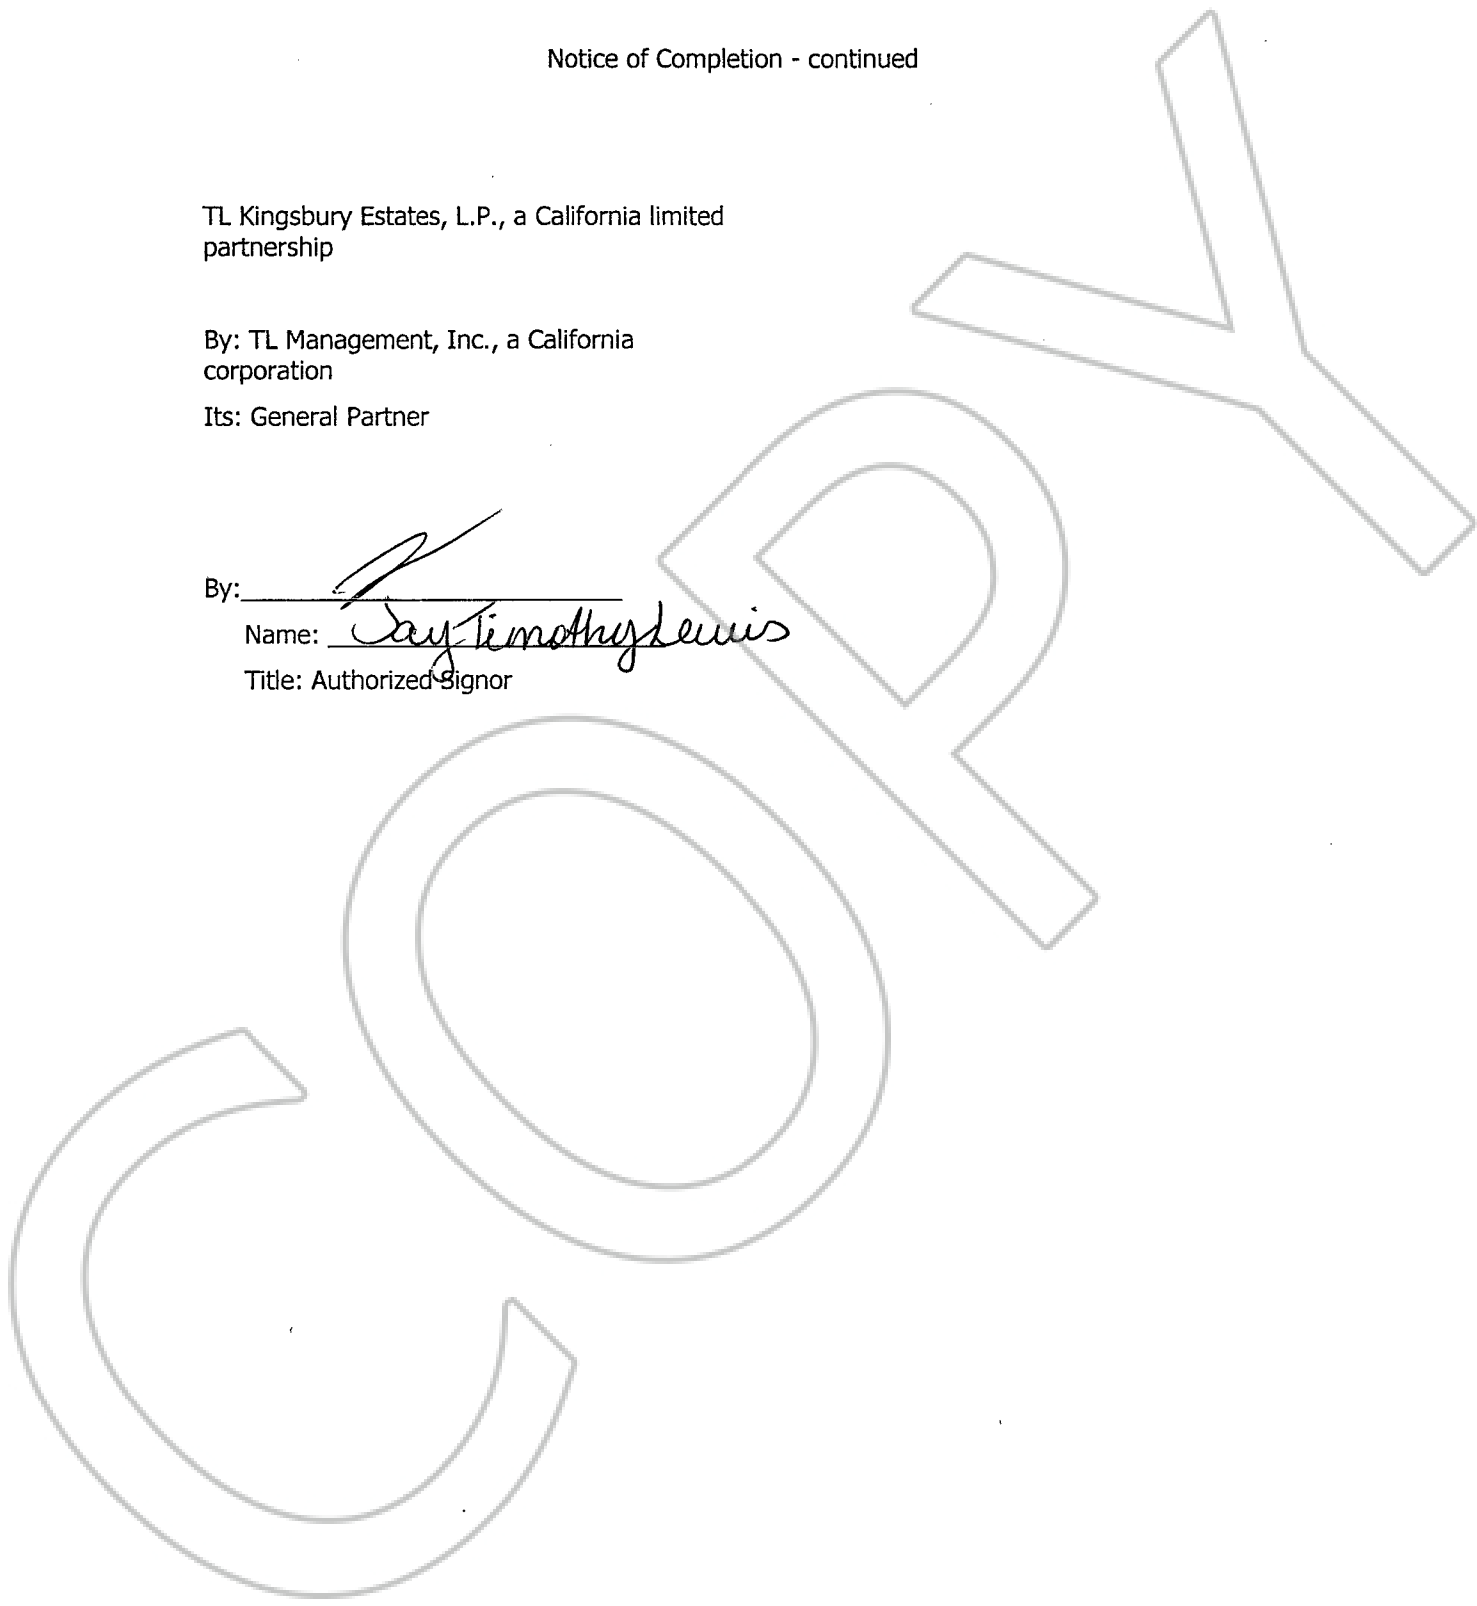 Notice of Completion - continued
TL Kingsbury Estates, L.P., a California limited
partnership
By: TL Management, Inc., a California
corporation
Its: General Partner
By:
Name: Jay Timothy Lewis
Title: Authorized Signor
COPY